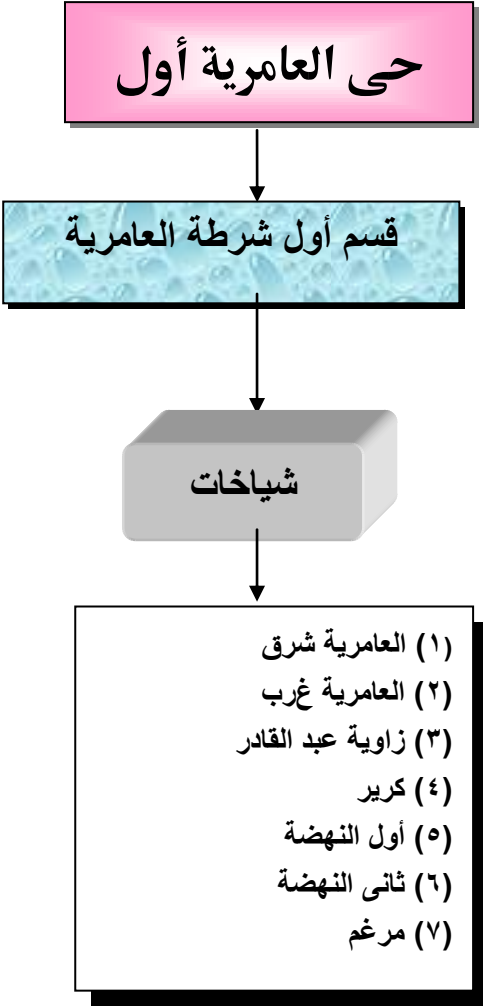 حى العامرية أول
قسم أول شرطة العامرية
شياخات
(١) العامرية شرق
(٢) العامرية غرب
(٣) زاوية عبد القادر
(٤) كرير
(٥) أول النهضة
(٦) ثانى النهضة
(٧) مرغم